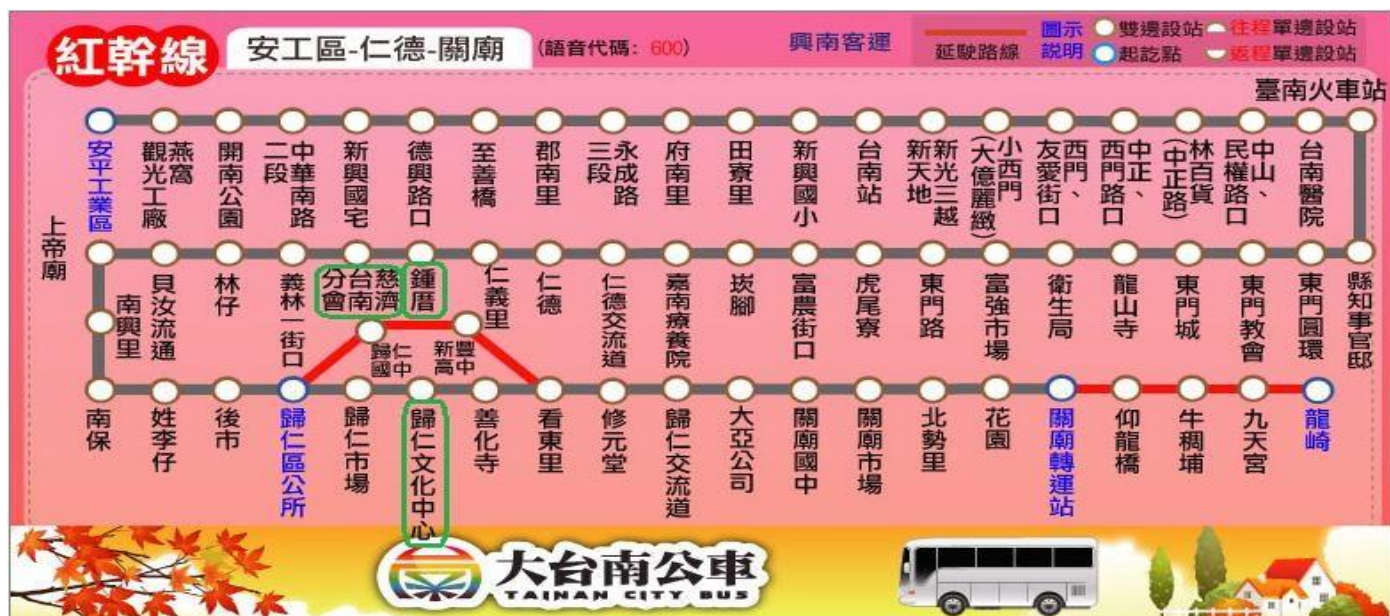 紅幹線
安工區-仁德-關廟
(語音代碼: 600)
興南客運
延駛路線
圖示說明
雙邊設站
往程單邊設站
起訖點
返程單邊設站
臺南火車站
安平工業區
燕窩觀光工廠
開南公園
中華南路二段
新興國宅
德興路口
至善橋
郡南里
永成路三段
府南里
田寮里
新興國小
台南站
新光三越新天地
小西門(大億麗緻)
西門、友愛街口
中正、西門路口
林百貨(中正路)
中山、民權路口
台南醫院
上帝廟
貝汝流通
林仔
義林一街口
慈濟台南分會
鍾厝
仁義里
仁德
仁德交流道
嘉南療養院
崁腳
富農街口
虎尾寮
東門路
富強市場
衛生局
龍山寺
東門城
東門教會
東門圓環
縣知事官邸
南興里
歸仁國中
新豐高中
南保
姓李仔
後市
歸仁區公所
歸仁市場
歸仁文化中心
善化寺
看東里
修元堂
歸仁交流道
大亞公司
關廟國中
關廟市場
北勢里
花園
關廟轉運站
仰龍橋
牛稠埔
九天宮
龍崎
大台南公車
TAINAN CITY BUS